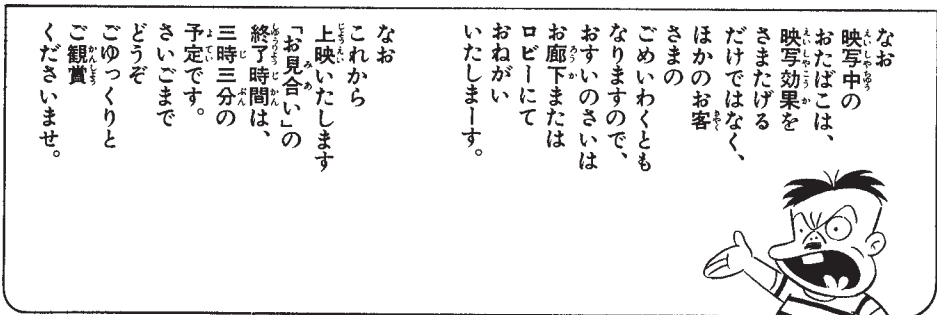 なお
映写中の
おたばこは、
映写効果を
さまたげる
だけではなく、
ほかのお客
さまの
ごめいわくとも
なりますので、
おすいのさいは
お廊下または
ロビーにて
おねがい
いたしまーす。
なお
これから
上映いたします
「お見合い」の
終了時間は、
三時三分の
予定です。
さいごまで
どうぞ
ごゆっくりと
ご観賞
くださいませ。